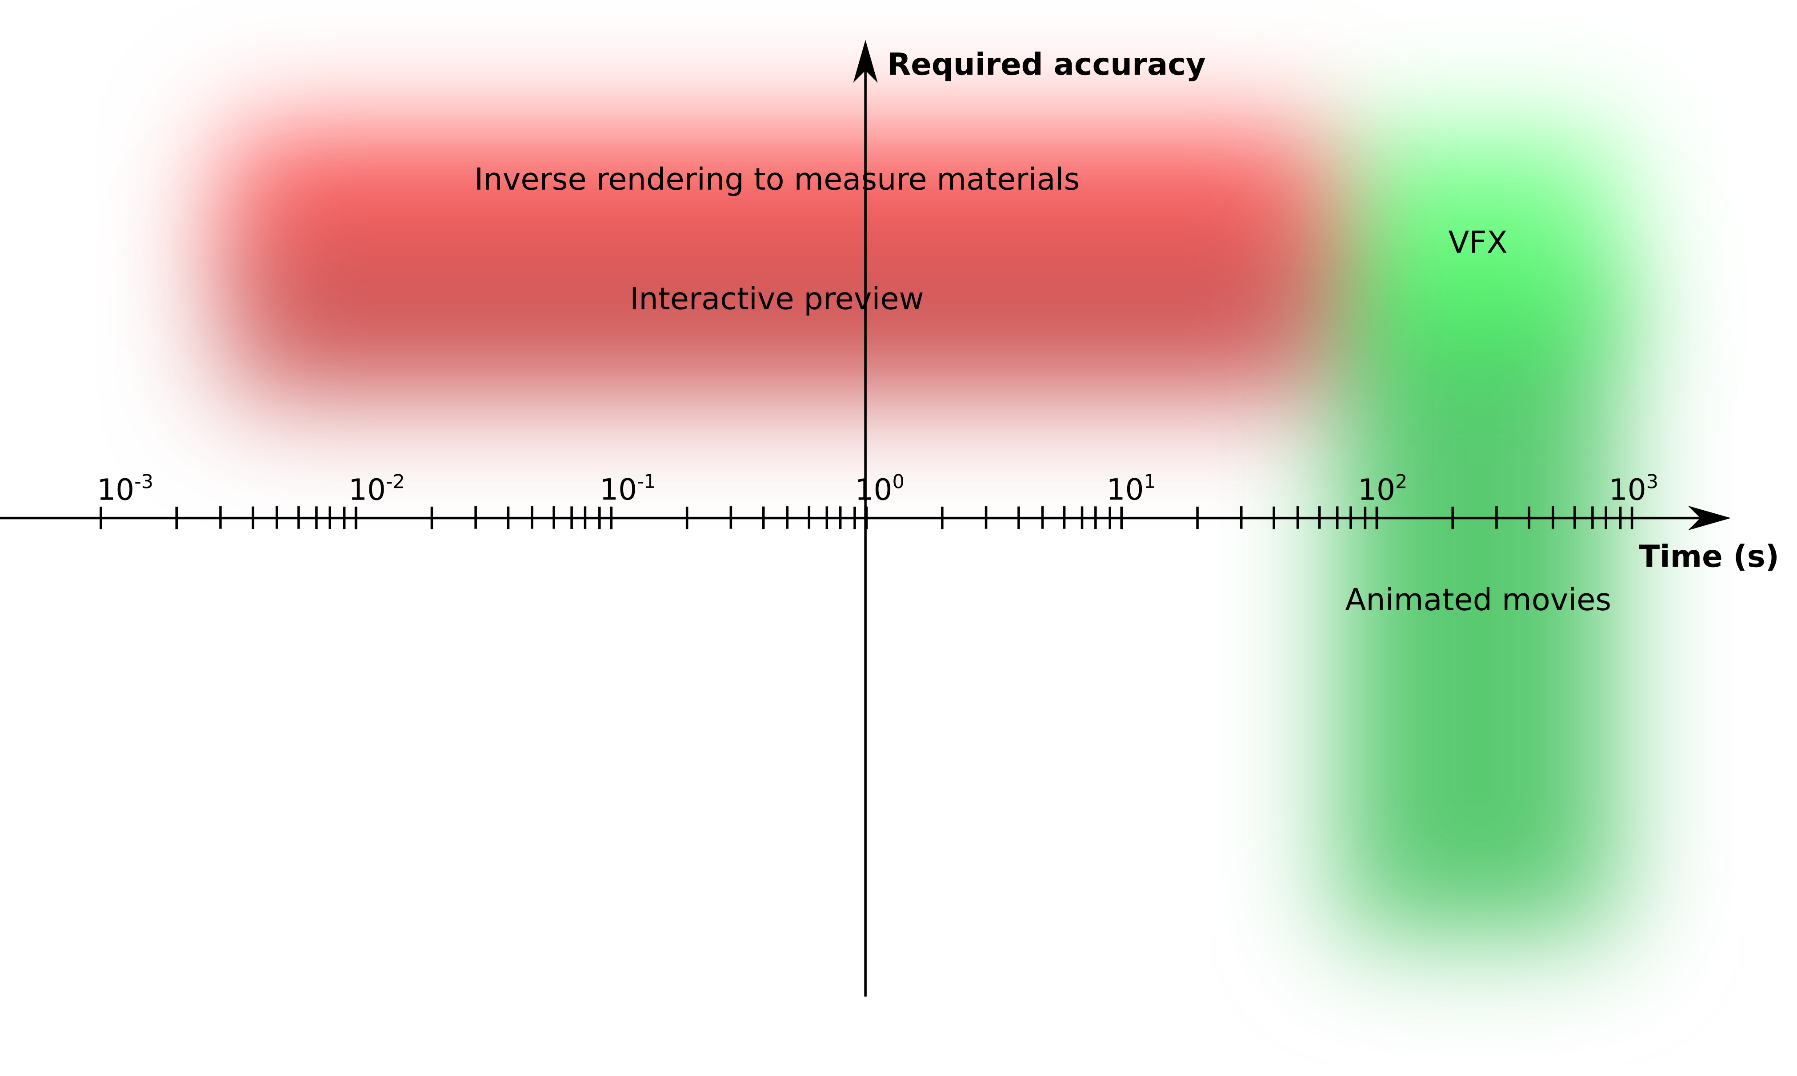 Required accuracy
Inverse rendering to measure materials
VFX
Interactive preview
10⁻³ 10⁻² 10⁻¹ 10⁰ 10¹ 10² 10³
Time (s)
Animated movies